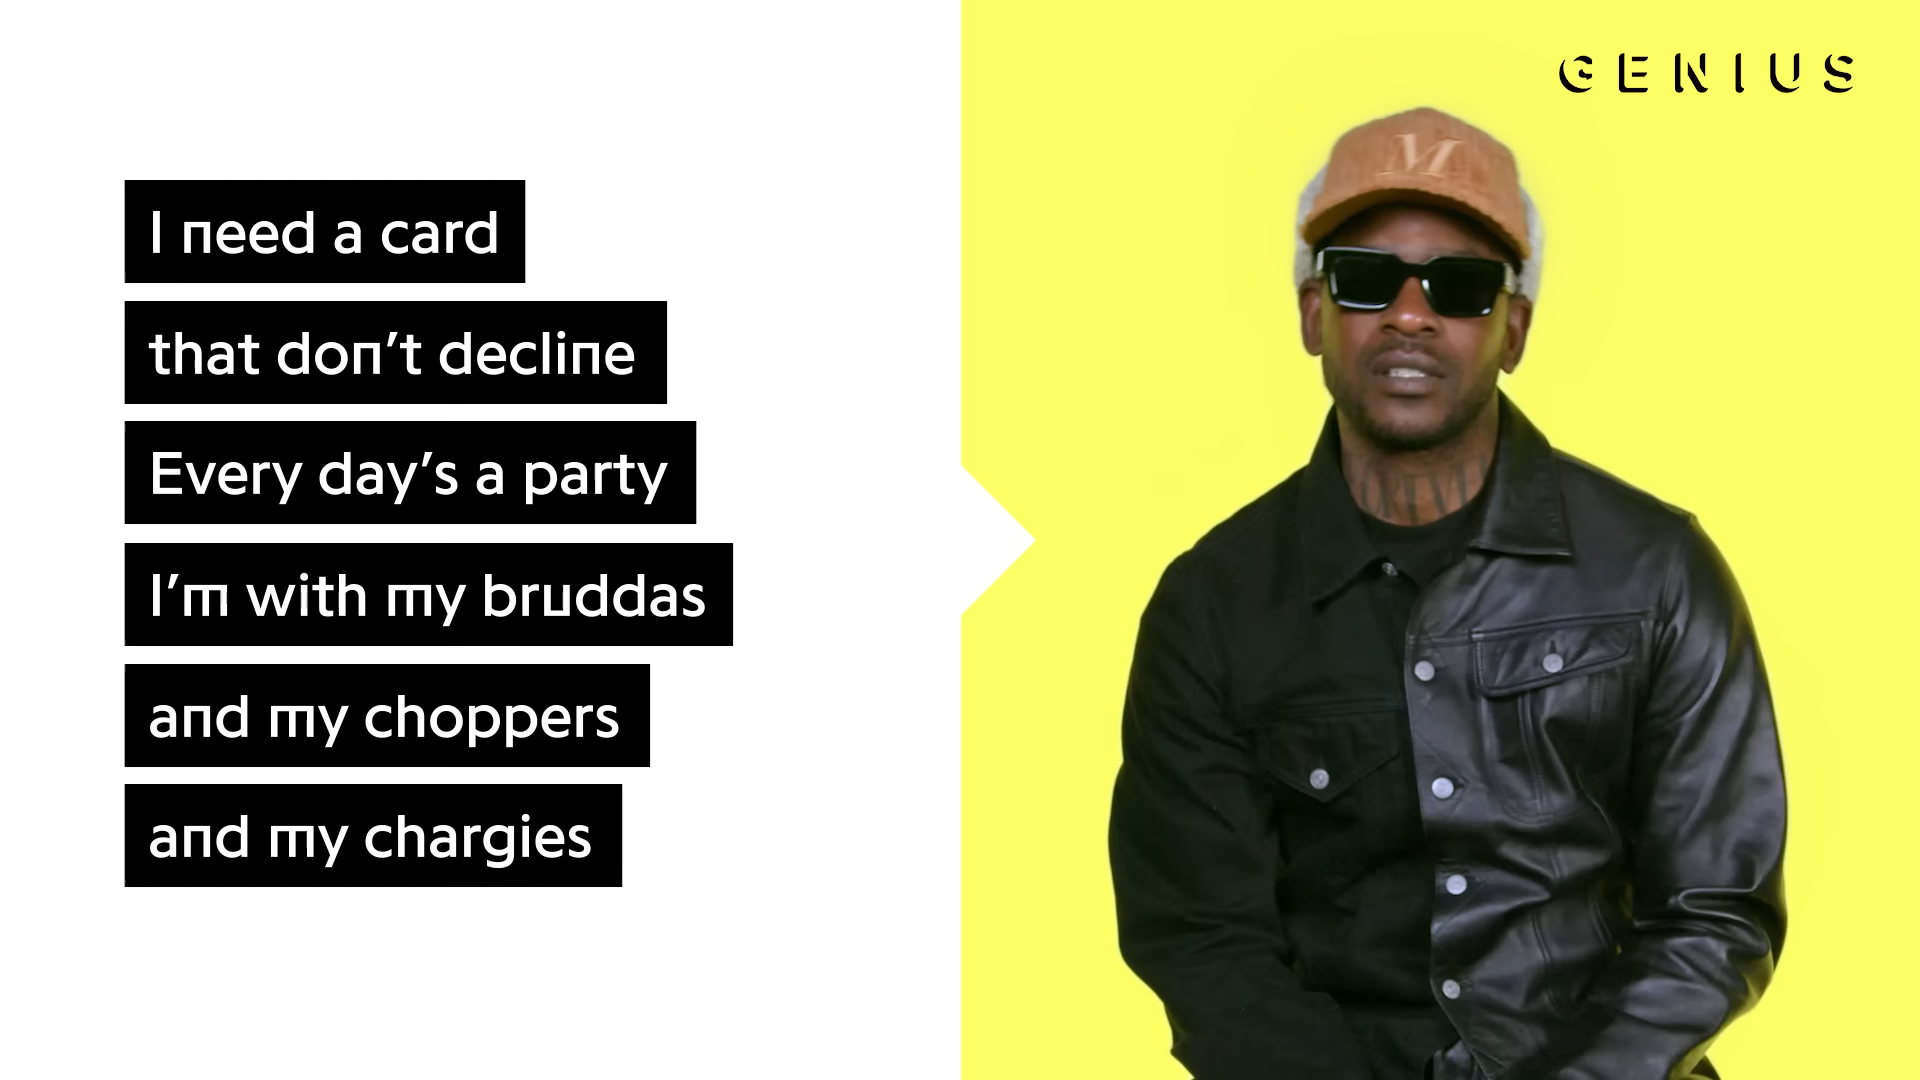 GENIUS
I need a card
that don’t decline
Every day’s a party
I’m with my bruddas
and my choppers
and my chargies
M